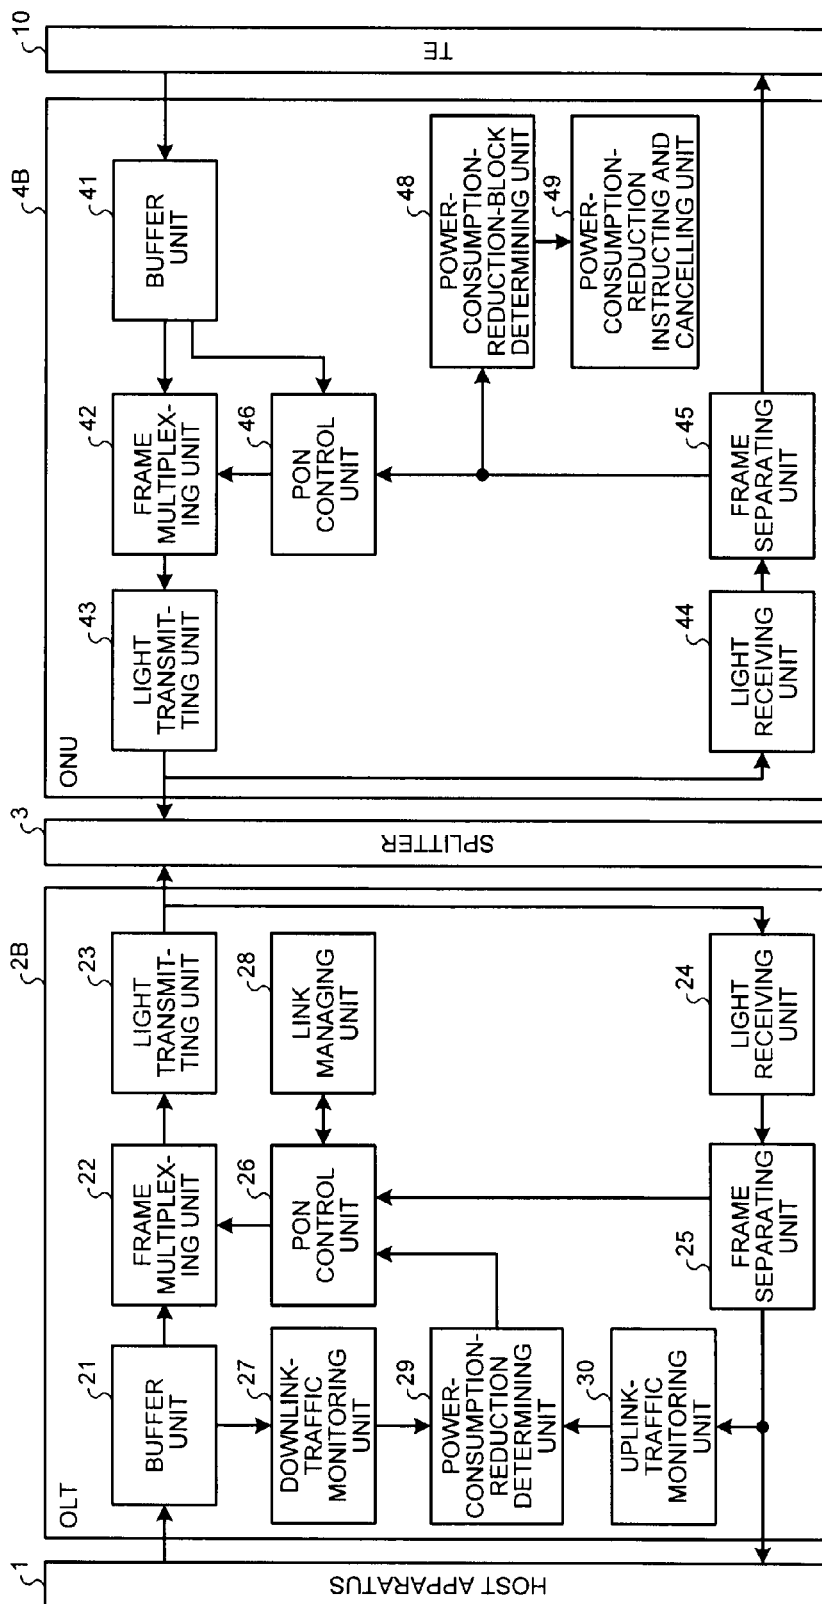 1
HOST APPARATUS
2B
OLT
21
BUFFER
UNIT
22
FRAME
MULTIPLEX-
ING UNIT
23
LIGHT
TRANSMIT-
TING UNIT
27
DOWNLINK-
TRAFFIC
MONITORING
UNIT
26
PON
CONTROL
UNIT
28
LINK
MANAGING
UNIT
29
POWER-
CONSUMPTION-
REDUCTION
DETERMINING
UNIT
30
UPLINK-
TRAFFIC
MONITORING
UNIT
25
FRAME
SEPARATING
UNIT
24
LIGHT
RECEIVING
UNIT
3
SPLITTER
4B
ONU
43
LIGHT
TRANSMIT-
TING UNIT
42
FRAME
MULTIPLEX-
ING UNIT
41
BUFFER
UNIT
46
PON
CONTROL
UNIT
48
POWER-
CONSUMPTION-
REDUCTION-BLOCK
DETERMINING UNIT
49
POWER-
CONSUMPTION-
REDUCTION
INSTRUCTING AND
CANCELLING UNIT
44
LIGHT
RECEIVING
UNIT
45
FRAME
SEPARATING
UNIT
10
TE